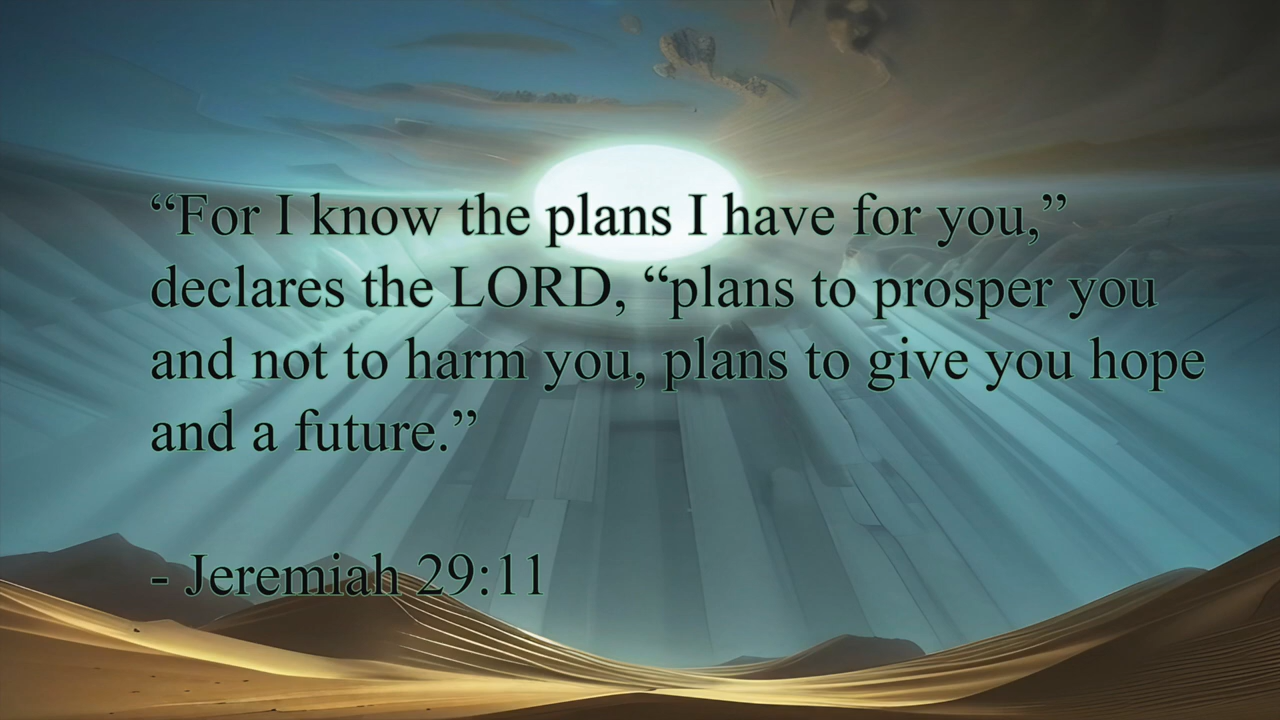 “For I know the plans I have for you,”
declares the LORD, “plans to prosper you
and not to harm you, plans to give you hope
and a future.”
- Jeremiah 29:11